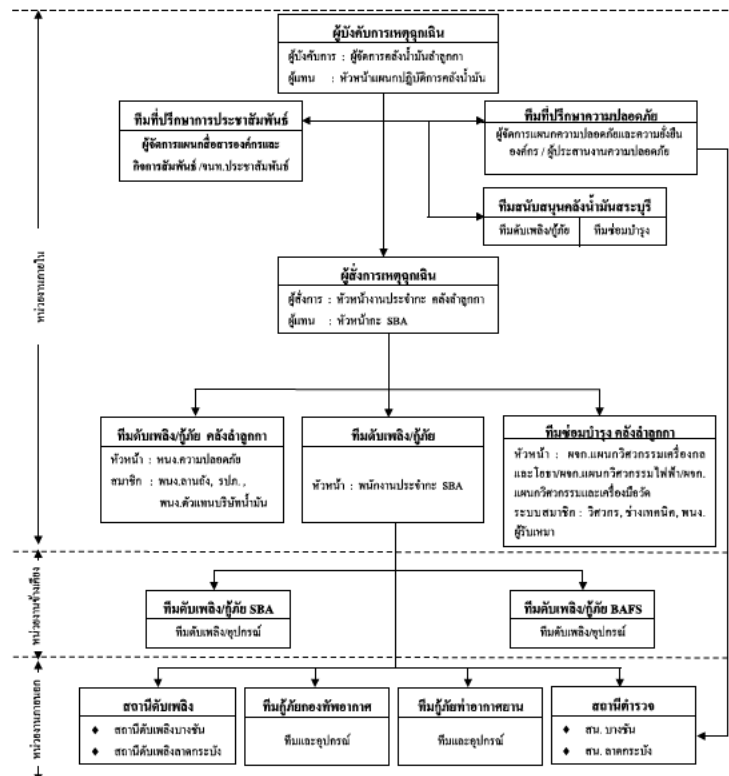 ผู้บังคับการเหตุฉุกเฉิน
ผู้บังคับการ : ผู้จัดการคลังน้ำมันลำลูกกา
ผู้แทน : หัวหน้าแผนกปฏิบัติการคลังน้ำมัน
ทีมที่ปรึกษาการประชาสัมพันธ์
ผู้จัดการแผนกสื่อสารองค์กรและ
กิจการสัมพันธ์ /จนท.ประชาสัมพันธ์
ทีมที่ปรึกษาความปลอดภัย
ผู้จัดการแผนกความปลอดภัยและความยั่งยืน
องค์กร / ผู้ประสานงานความปลอดภัย
ทีมสนับสนุนคลังน้ำมันสระบุรี
ทีมดับเพลิง/กู้ภัย
ทีมซ่อมบำรุง
หน่วยงานภายใน
ผู้สั่งการเหตุฉุกเฉิน
ผู้สั่งการ : หัวหน้างานประจำกะ คลังลำลูกกา
ผู้แทน : หัวหน้ากะ SBA
ทีมดับเพลิง/กู้ภัย คลังลำลูกกา
หัวหน้า : หนง.ความปลอดภัย
สมาชิก : พนง.ลานถัง, รปภ.,
พนง.ตัวแทนบริษัทน้ำมัน
ทีมดับเพลิง/กู้ภัย
หัวหน้า : พนักงานประจำกะ SBA
ทีมซ่อมบำรุง คลังลำลูกกา
หัวหน้า : ผจก.แผนกวิศวกรรมเครื่องกล
และโยธา/ผจก.แผนกวิศวกรรมไฟฟ้า/ผจก.
แผนกวิศวกรรมและเครื่องมือวัด
ระบบสมาชิก : วิศวกร, ช่างเทคนิค, พนง.
ผู้รับเหมา
หน่วยงานข้างเคียง
ทีมดับเพลิง/กู้ภัย SBA
ทีมดับเพลิง/อุปกรณ์
ทีมดับเพลิง/กู้ภัย BAFS
ทีมดับเพลิง/อุปกรณ์
หน่วยงานภายนอก
สถานีดับเพลิง
♦ สถานีดับเพลิงบางชัน
♦ สถานีดับเพลิงลาดกระบัง
ทีมกู้ภัยกองทัพอากาศ
ทีมและอุปกรณ์
ทีมกู้ภัยท่าอากาศยาน
ทีมและอุปกรณ์
สถานีตำรวจ
♦ สน. บางชัน
♦ สน. ลาดกระบัง